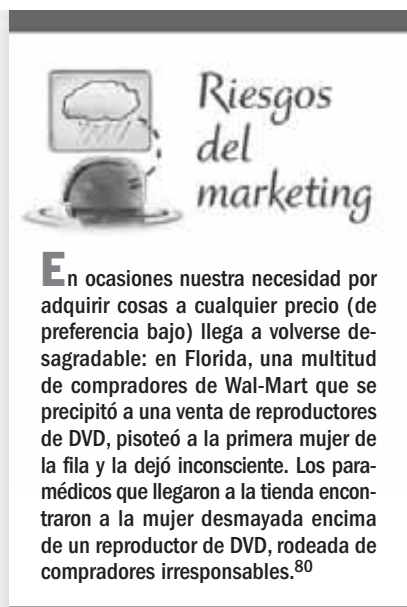 Riesgos
del
marketing
En ocasiones nuestra necesidad por
adquirir cosas a cualquier precio (de
preferencia bajo) llega a volverse de-
sagradable: en Florida, una multitud
de compradores de Wal-Mart que se
precipitó a una venta de reproductores
de DVD, pisoteó a la primera mujer de
la fila y la dejó inconsciente. Los para-
médicos que llegaron a la tienda encon-
traron a la mujer desmayada encima
de un reproductor de DVD, rodeada de
compradores irresponsables.80